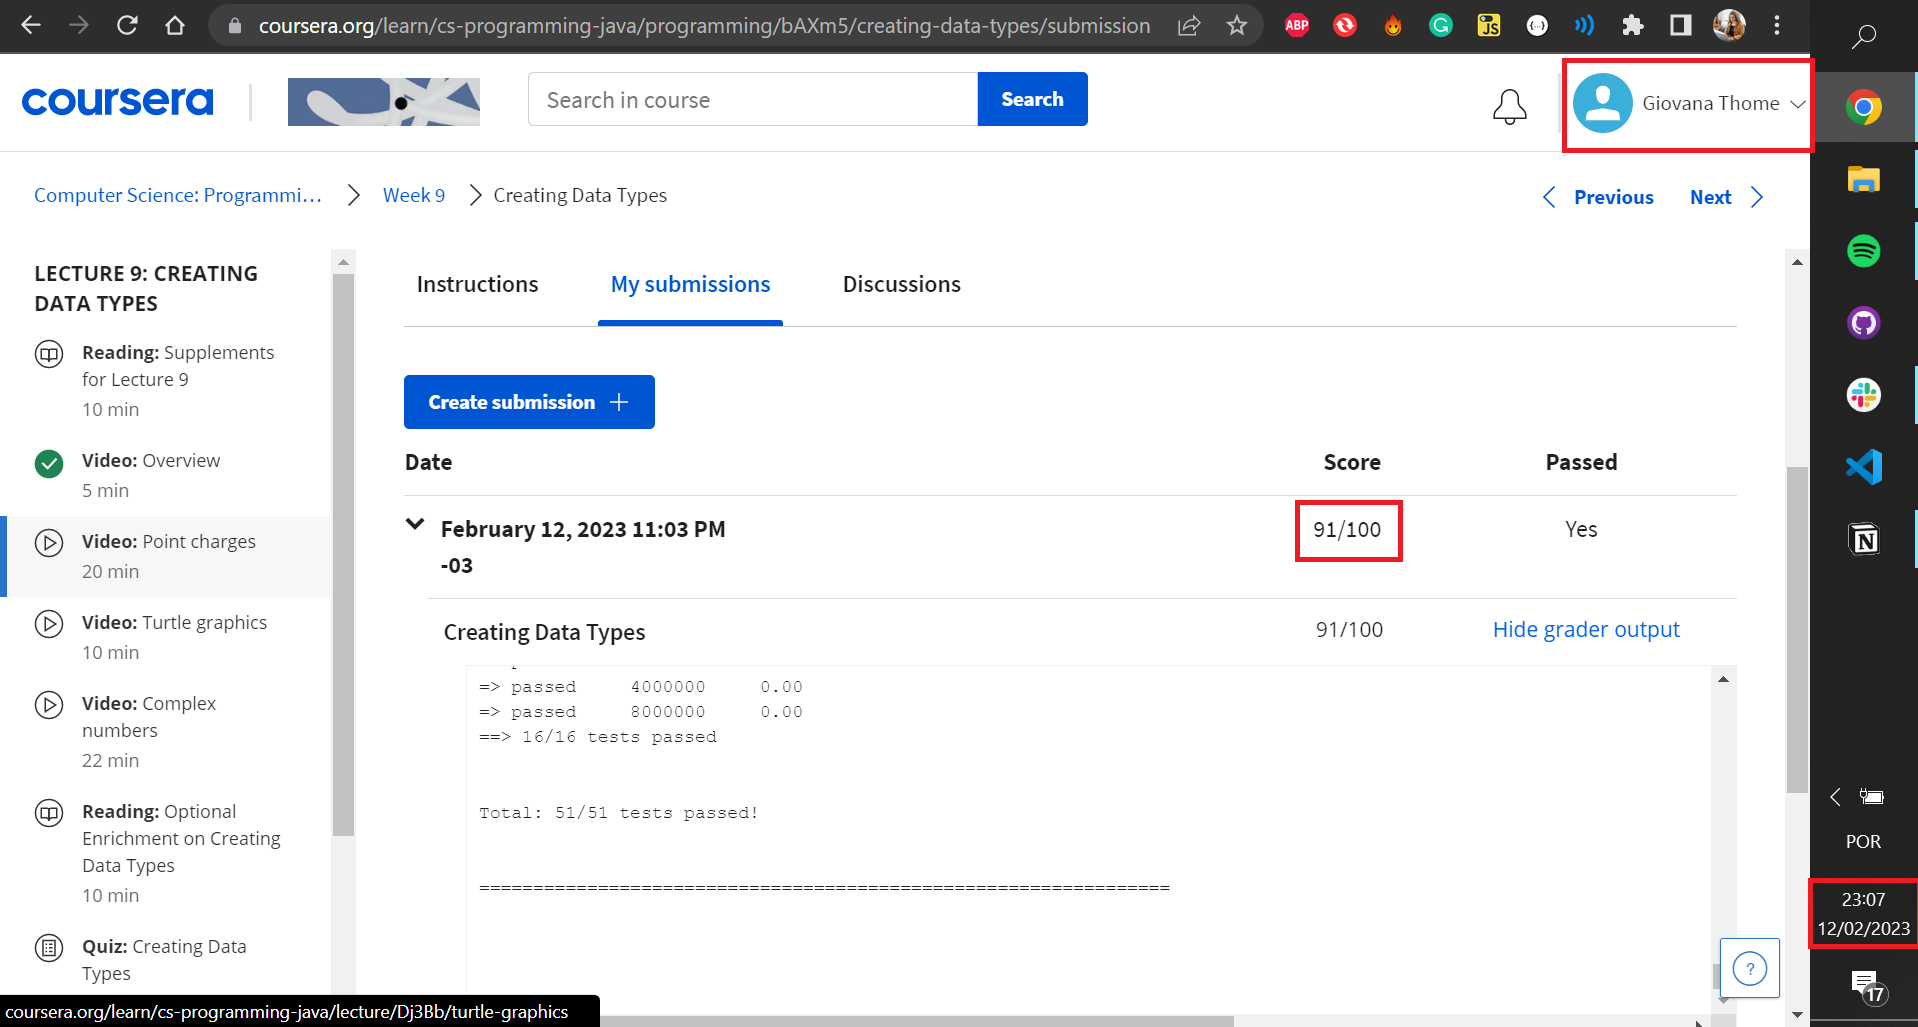 coursera.org/learn/cs-programming-java/programming/bAXm5/creating-data-types/submission
ABP
G
JS
coursera
Search in course
Search
Giovana Thome
Computer Science: Programmi...
Week 9
Creating Data Types
Previous
Next
LECTURE 9: CREATING
DATA TYPES
Reading: Supplements
for Lecture 9
10 min
Video: Overview
5 min
Video: Point charges
20 min
Video: Turtle graphics
10 min
Video: Complex
numbers
22 min
Reading: Optional
Enrichment on Creating
Data Types
10 min
Quiz: Creating Data
Types
Instructions
My submissions
Discussions
Create submission +
Date
Score
Passed
February 12, 2023 11:03 PM
-03
91/100
Yes
Creating Data Types
91/100
Hide grader output
=> passed 4000000 0.00
=> passed 8000000 0.00
==> 16/16 tests passed
Total: 51/51 tests passed!
================================================================
?
coursera.org/learn/cs-programming-java/lecture/Dj3Bb/turtle-graphics
N
POR
23:07
12/02/2023
17